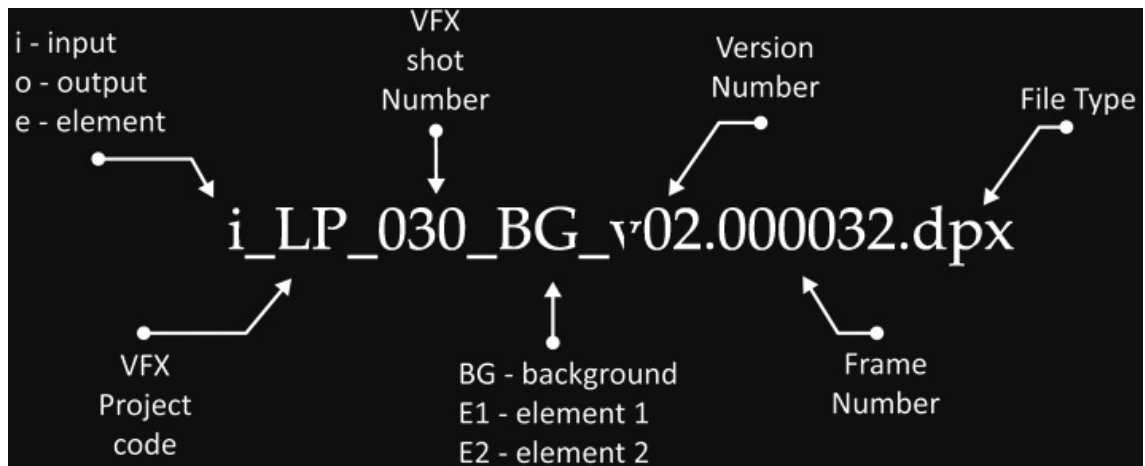 i - input
o - output
e - element
VFX
shot
Number
Version
Number
File Type
i_LP_030_BG_v02.000032.dpx
VFX
Project
code
BG - background
E1 - element 1
E2 - element 2
Frame
Number